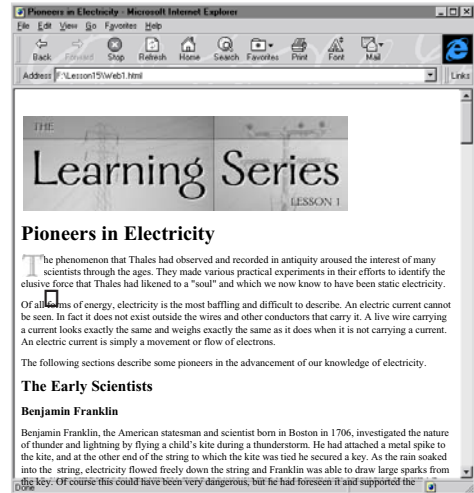 Pioneers in Electricity - Microsoft Internet Explorer
File Edit View Go Favorites Help
Back Forward Stop Refresh Home Search Favorites Print Font Mail
Address F:\Lesson15\Web1.html Links
THE
Learning Series
LESSON 1
Pioneers in Electricity
The phenomenon that Thales had observed and recorded in antiquity aroused the interest of many
scientists through the ages. They made various practical experiments in their efforts to identify the
elusive force that Thales had likened to a "soul" and which we now know to have been static electricity.
Of all forms of energy, electricity is the most baffling and difficult to describe. An electric current cannot
be seen. In fact it does not exist outside the wires and other conductors that carry it. A live wire carrying
a current looks exactly the same and weighs exactly the same as it does when it is not carrying a current.
An electric current is simply a movement or flow of electrons.
The following sections describe some pioneers in the advancement of our knowledge of electricity.
The Early Scientists
Benjamin Franklin
Benjamin Franklin, the American statesman and scientist born in Boston in 1706, investigated the nature
of thunder and lightning by flying a child's kite during a thunderstorm. He had attached a metal spike to
the kite, and at the other end of the string to which the kite was tied he secured a key. As the rain soaked
into the string, electricity flowed freely down the string and Franklin was able to draw large sparks from
the key. Of course this could have been very dangerous, but he had foreseen it and supported the
Done